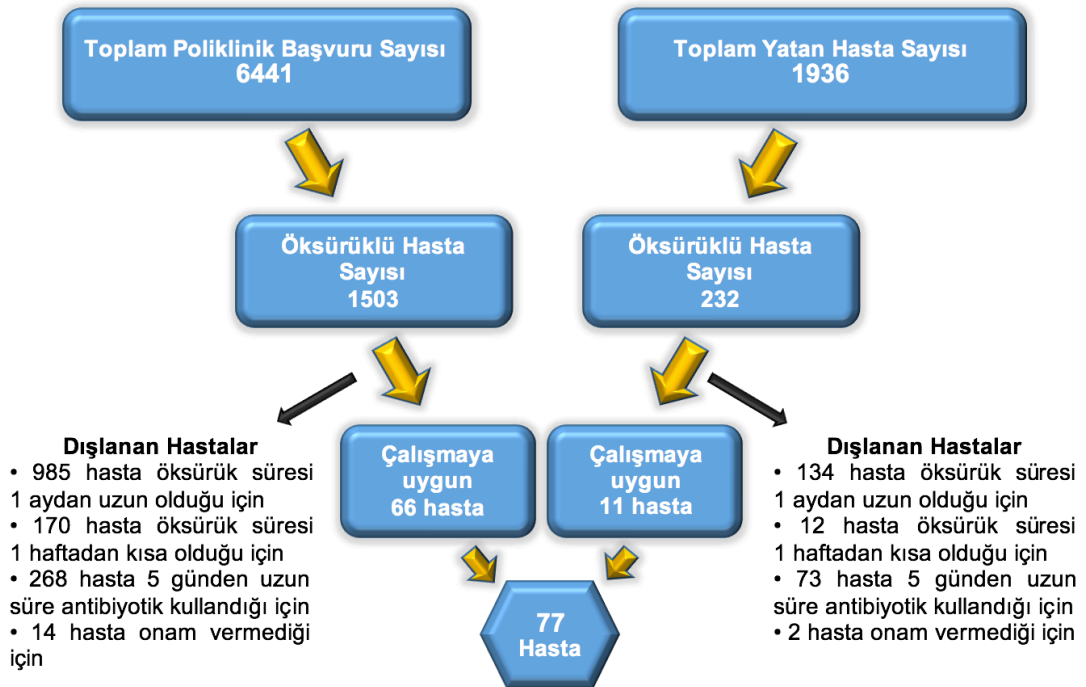 Toplam Poliklinik Başvuru Sayısı
6441
Toplam Yatan Hasta Sayısı
1936
Öksürüklü Hasta
Sayısı
1503
Öksürüklü Hasta
Sayısı
232
Dışlanan Hastalar
• 985 hasta öksürük süresi
1 aydan uzun olduğu için
• 170 hasta öksürük süresi
1 haftadan kısa olduğu için
• 268 hasta 5 günden uzun
süre antibiyotik kullandığı için
• 14 hasta onam vermediği
için
Çalışmaya
uygun
66 hasta
Çalışmaya
uygun
11 hasta
Dışlanan Hastalar
• 134 hasta öksürük süresi
1 aydan uzun olduğu için
• 12 hasta öksürük süresi
1 haftadan kısa olduğu için
• 73 hasta 5 günden uzun
süre antibiyotik kullandığı için
• 2 hasta onam vermediği için
77
Hasta